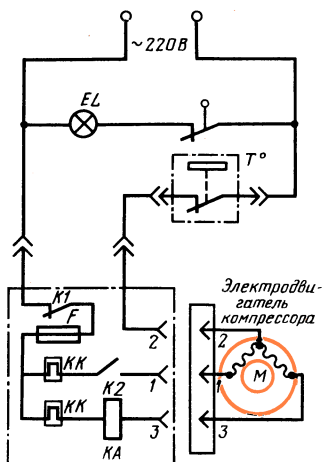 ~220В
EL
T°
K1
F
2
KK
1
K2
KK
3
KA
Электродви-
гатель
компрессора
2
1
M
3